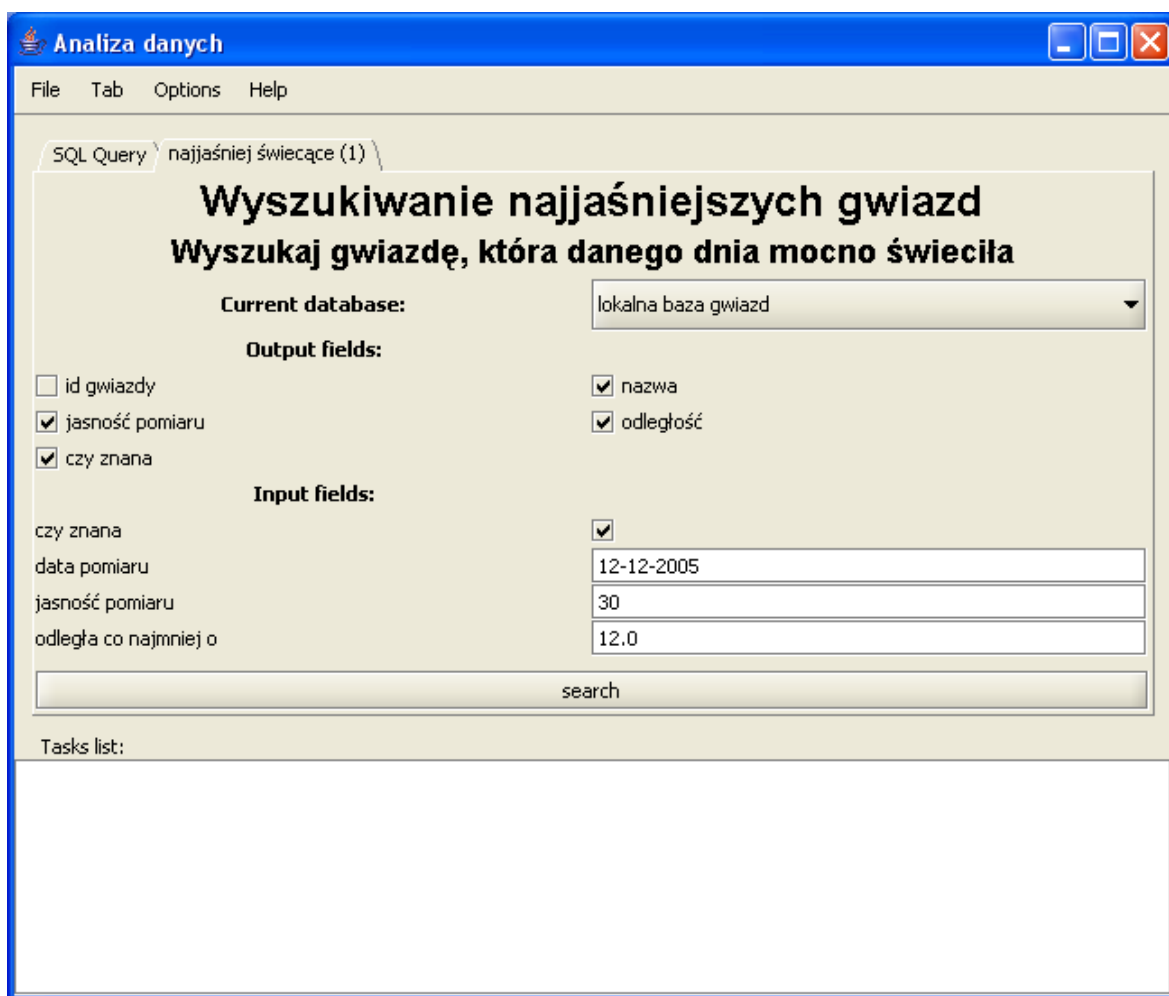 Analiza danych
File Tab Options Help
SQL Query najjaśniej świecące (1)
Wyszukiwanie najjaśniejszych gwiazd
Wyszukaj gwiazdę, która danego dnia mocno świeciła
Current database: lokalna baza gwiazd
Output fields:
id gwiazdy nazwa
jasność pomiaru odległość
czy znana
Input fields:
czy znana
data pomiaru 12-12-2005
jasność pomiaru 30
odległa co najmniej o 12.0
search
Tasks list: